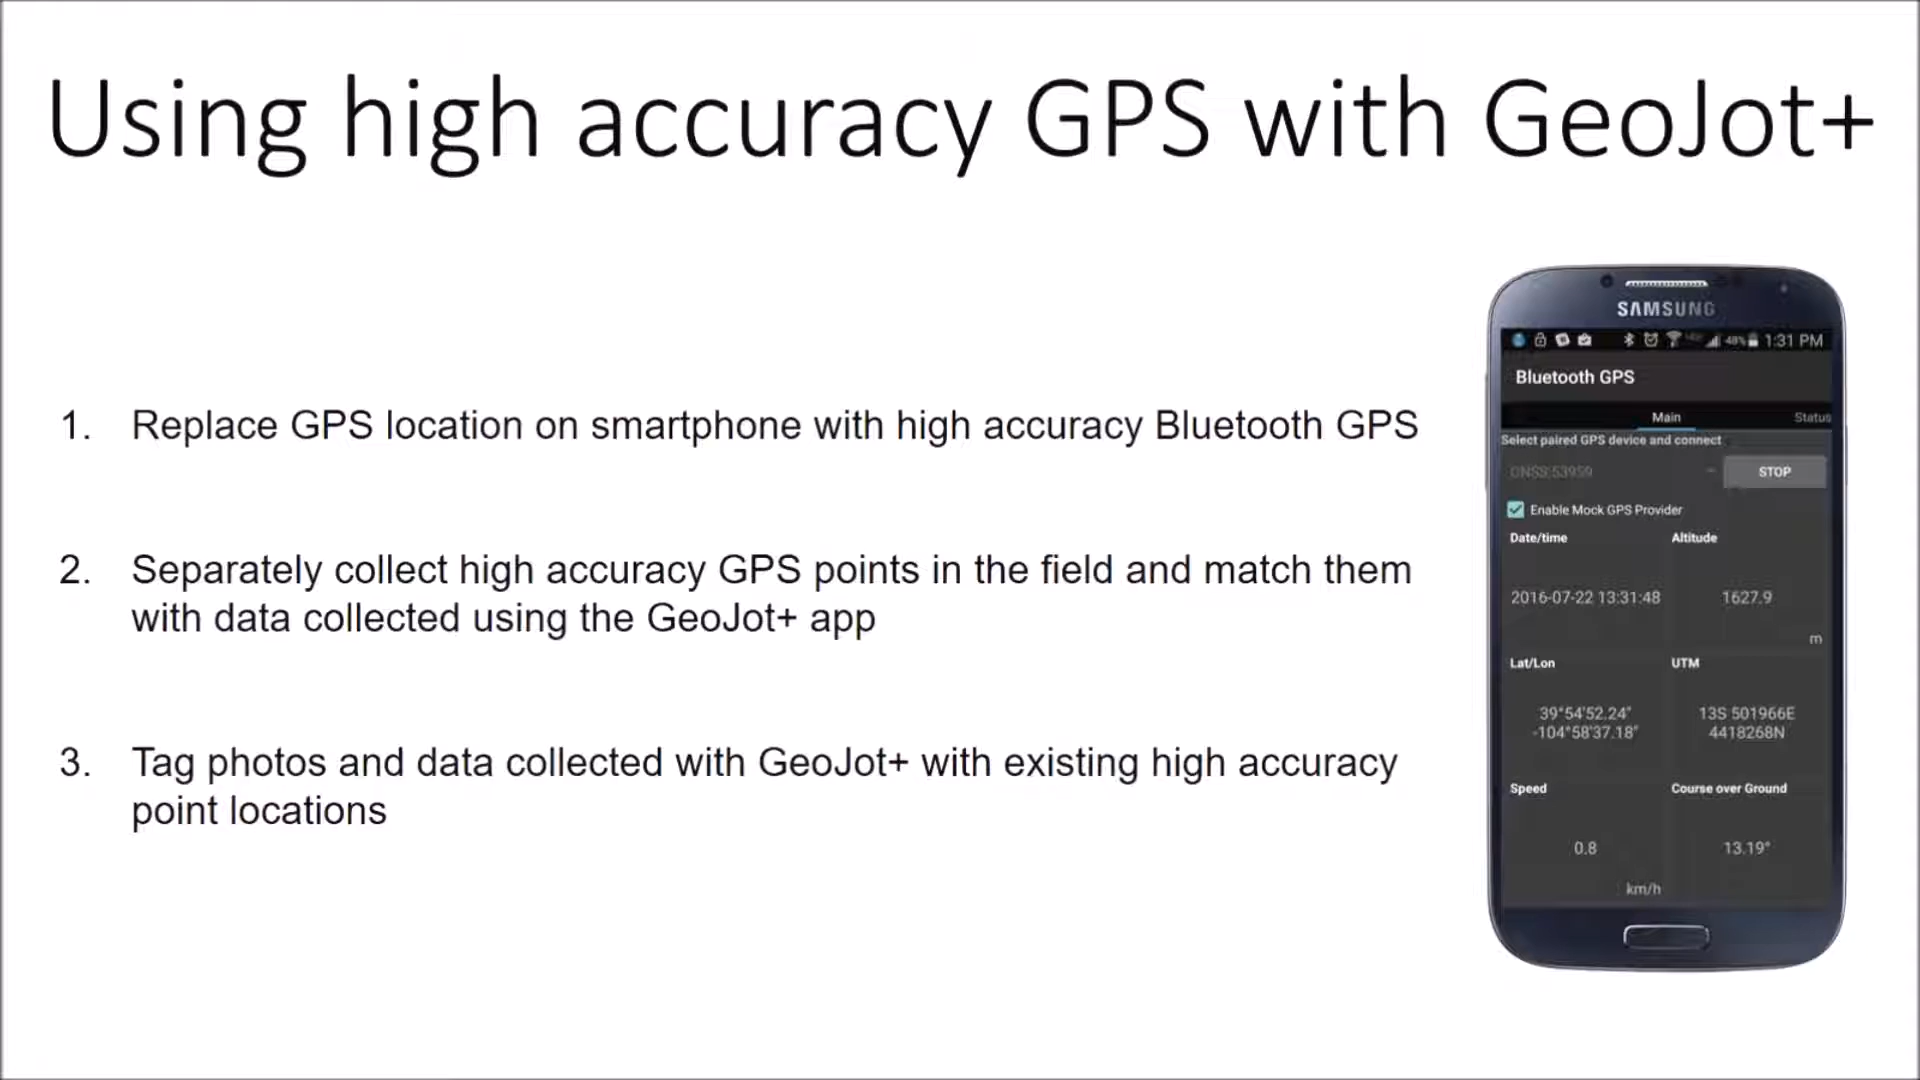 Using high accuracy GPS with GeoJot+
1. Replace GPS location on smartphone with high accuracy Bluetooth GPS
2. Separately collect high accuracy GPS points in the field and match them
with data collected using the GeoJot+ app
3. Tag photos and data collected with GeoJot+ with existing high accuracy
point locations
SAMSUNG
48% 1:31 PM
Bluetooth GPS
Main Status
Select paired GPS device and connect
GNSS:53959 STOP
Enable Mock GPS Provider
Date/time Altitude
2016-07-22 13:31:48 1627.9
m
Lat/Lon UTM
39°54'52.24" 13S 501966E
-104°58'37.18" 4418268N
Speed Course over Ground
0.8 13.19°
km/h